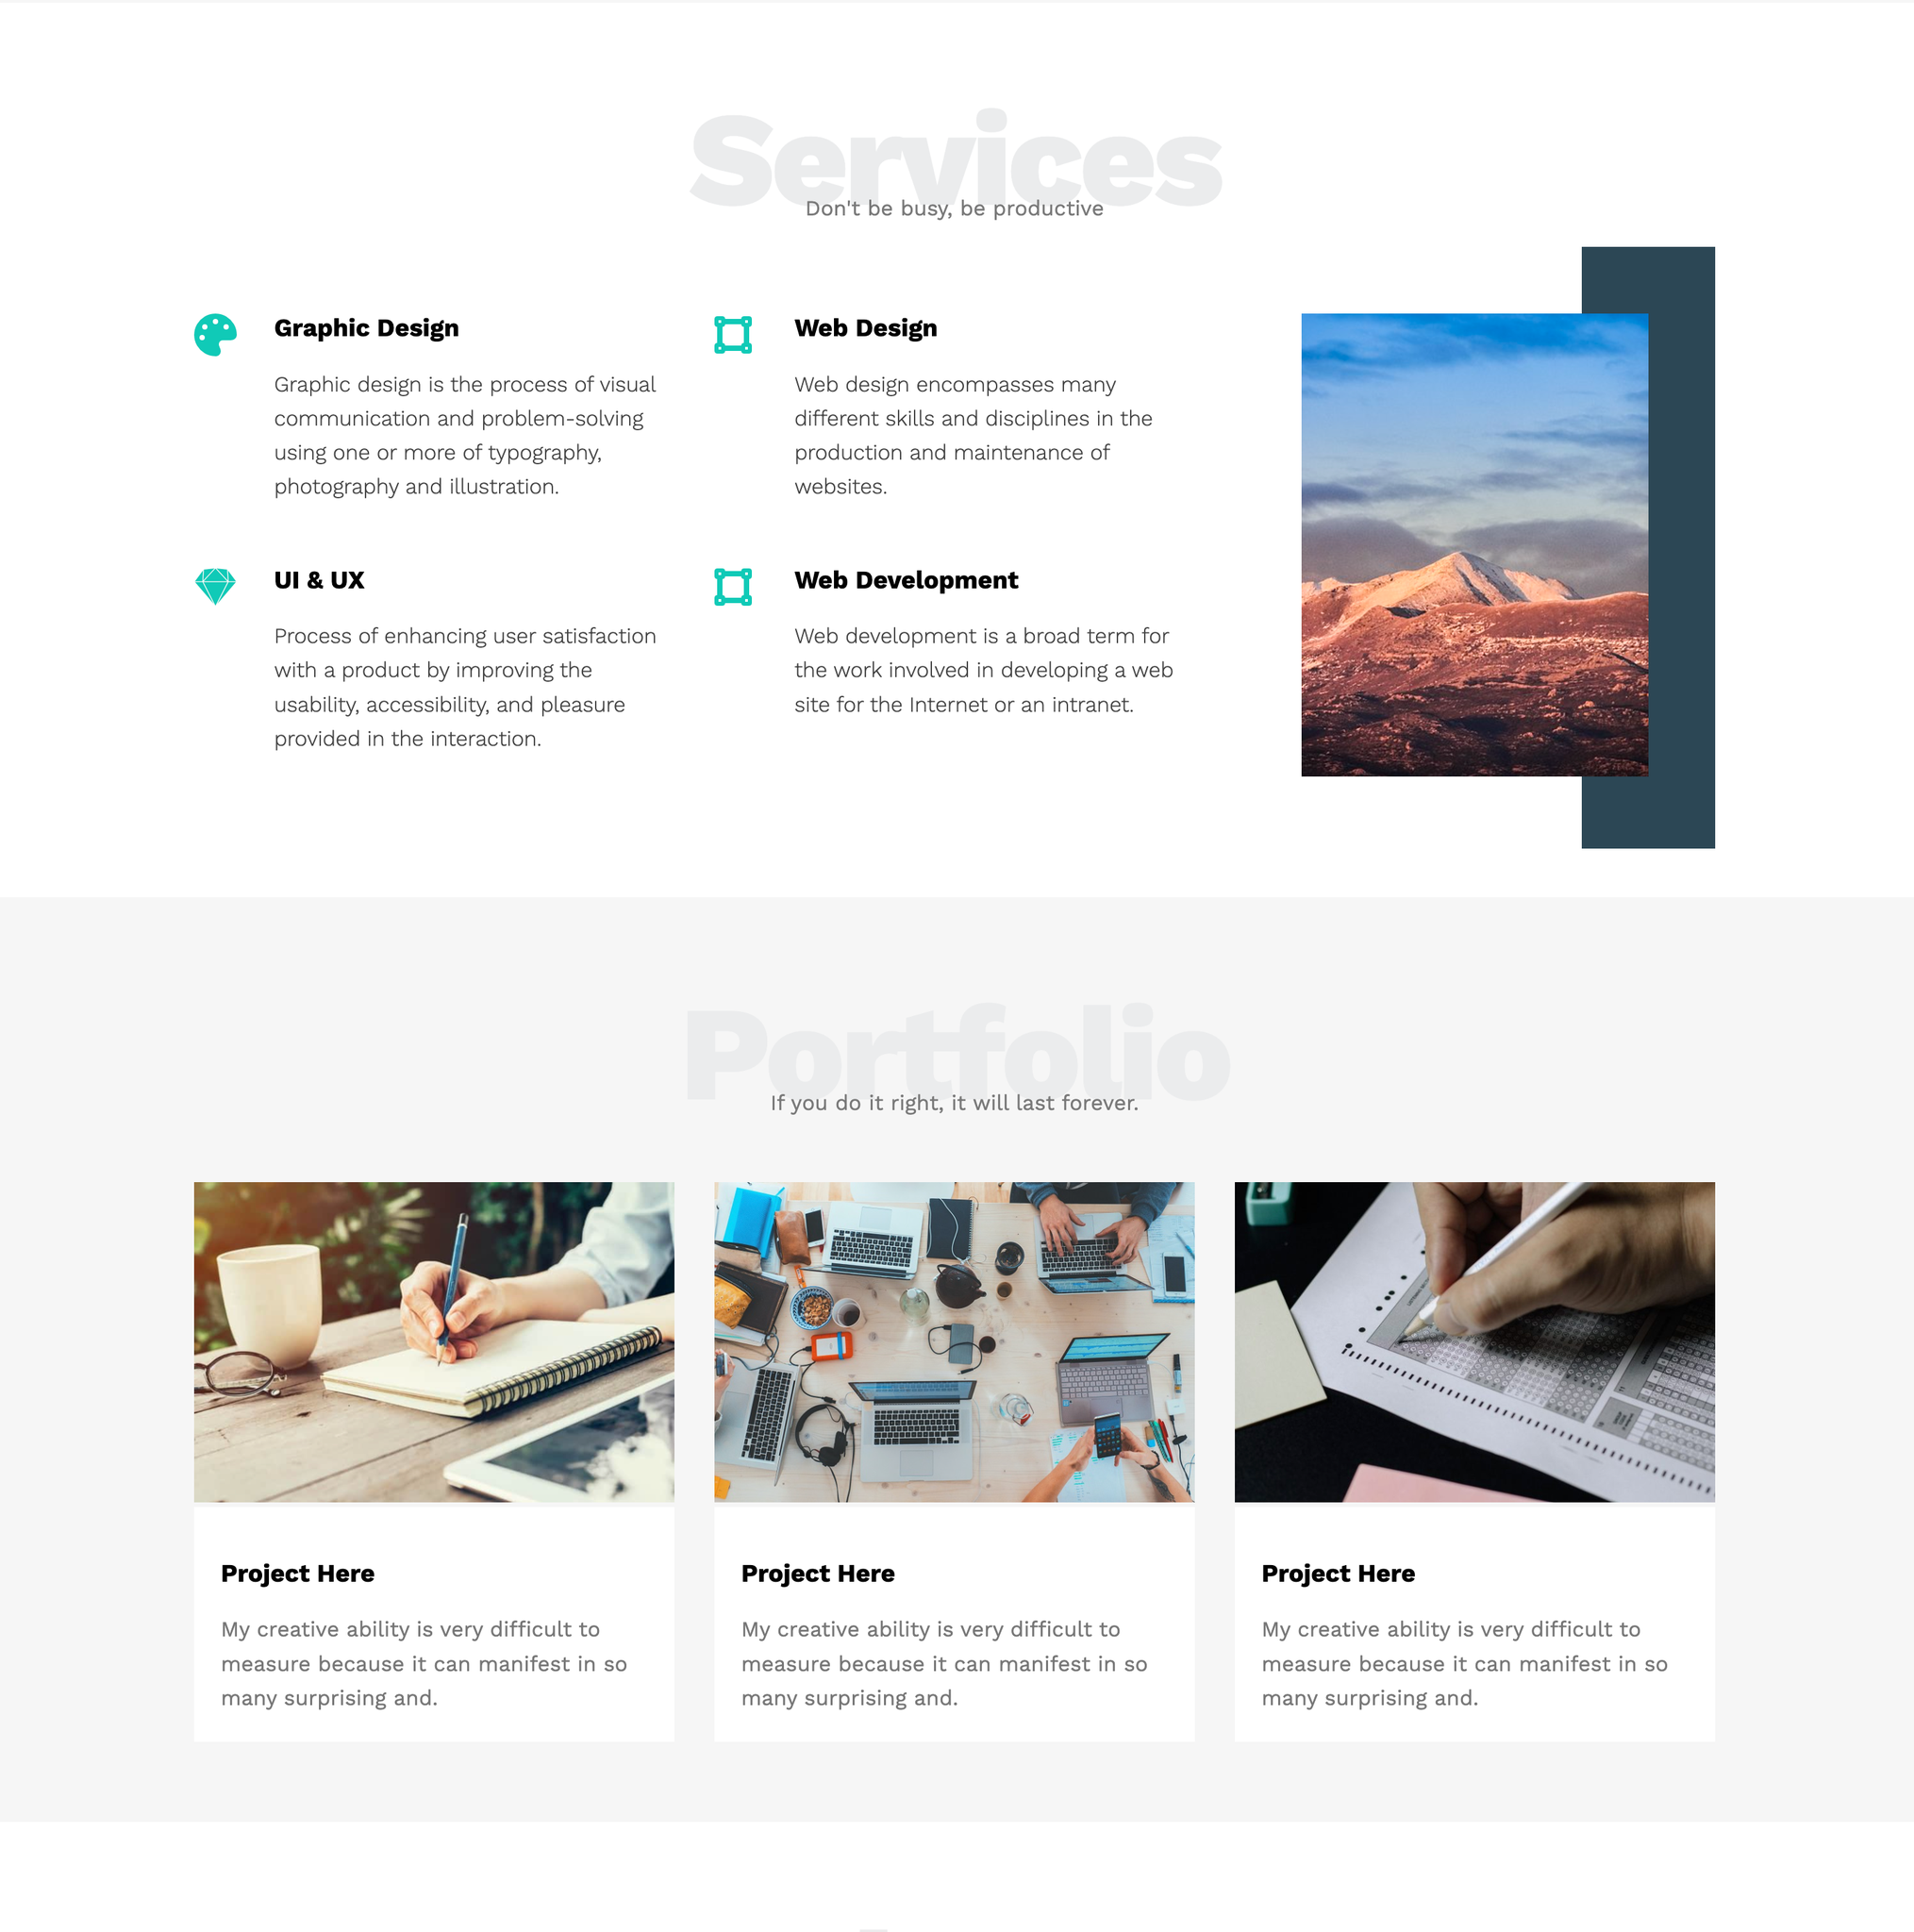 Services
Don't be busy, be productive
Graphic Design
Graphic design is the process of visual
communication and problem-solving
using one or more of typography,
photography and illustration.
Web Design
Web design encompasses many
different skills and disciplines in the
production and maintenance of
websites.
UI & UX
Process of enhancing user satisfaction
with a product by improving the
usability, accessibility, and pleasure
provided in the interaction.
Web Development
Web development is a broad term for
the work involved in developing a web
site for the Internet or an intranet.
Portfolio
If you do it right, it will last forever.
Project Here
My creative ability is very difficult to
measure because it can manifest in so
many surprising and.
Project Here
My creative ability is very difficult to
measure because it can manifest in so
many surprising and.
Project Here
My creative ability is very difficult to
measure because it can manifest in so
many surprising and.